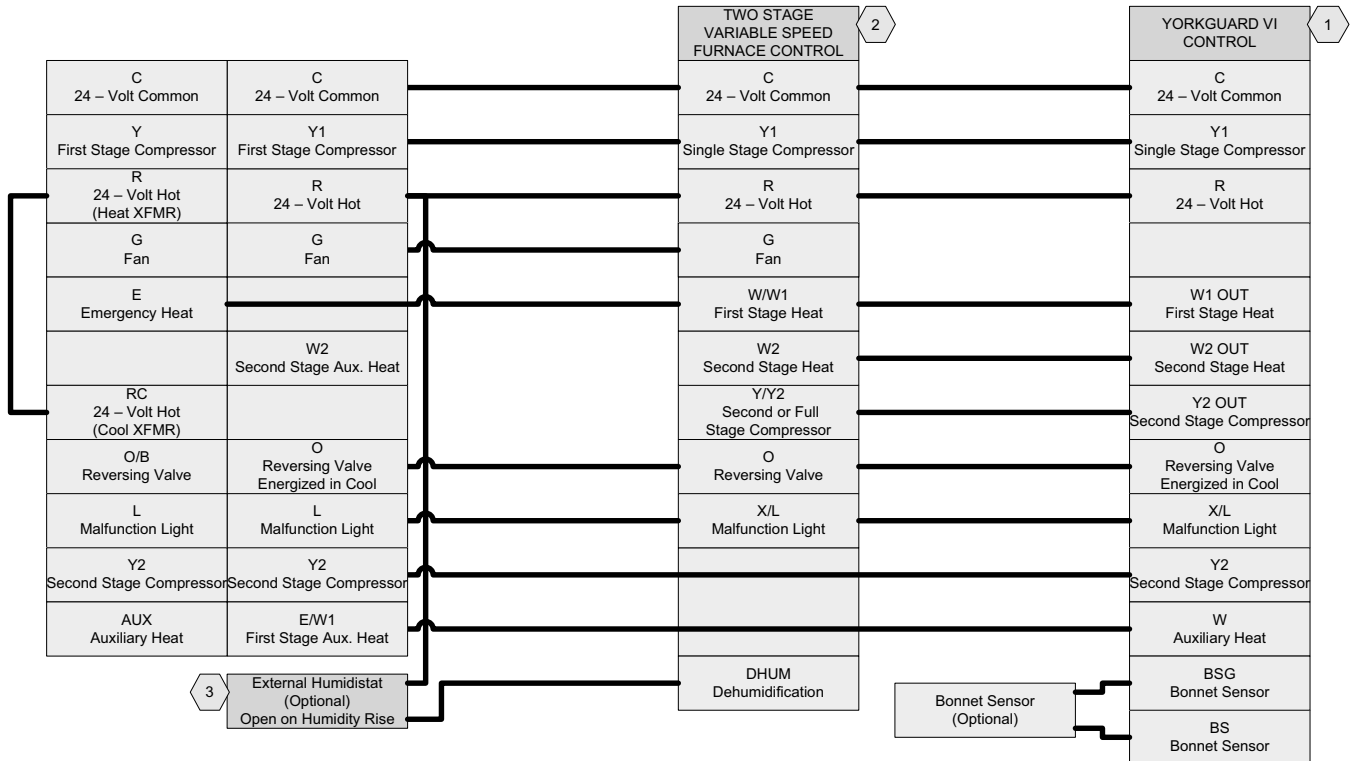 TWO STAGE
VARIABLE SPEED
FURNACE CONTROL
2
YORKGUARD VI
CONTROL
1
C
24 – Volt Common
C
24 – Volt Common
C
24 – Volt Common
C
24 – Volt Common
Y
First Stage Compressor
Y1
First Stage Compressor
Y1
Single Stage Compressor
Y1
Single Stage Compressor
R
24 – Volt Hot
(Heat XFMR)
R
24 – Volt Hot
R
24 – Volt Hot
R
24 – Volt Hot
G
Fan
G
Fan
G
Fan
E
Emergency Heat
W/W1
First Stage Heat
W1 OUT
First Stage Heat
W2
Second Stage Aux. Heat
W2
Second Stage Heat
W2 OUT
Second Stage Heat
RC
24 – Volt Hot
(Cool XFMR)
Y/Y2
Second or Full
Stage Compressor
Y2 OUT
Second Stage Compressor
O/B
Reversing Valve
O
Reversing Valve
Energized in Cool
O
Reversing Valve
O
Reversing Valve
Energized in Cool
L
Malfunction Light
L
Malfunction Light
X/L
Malfunction Light
X/L
Malfunction Light
Y2
Second Stage Compressor
Y2
Second Stage Compressor
Y2
Second Stage Compressor
AUX
Auxiliary Heat
E/W1
First Stage Aux. Heat
W
Auxiliary Heat
3
External Humidistat
(Optional)
Open on Humidity Rise
DHUM
Dehumidification
Bonnet Sensor
(Optional)
BSG
Bonnet Sensor
BS
Bonnet Sensor